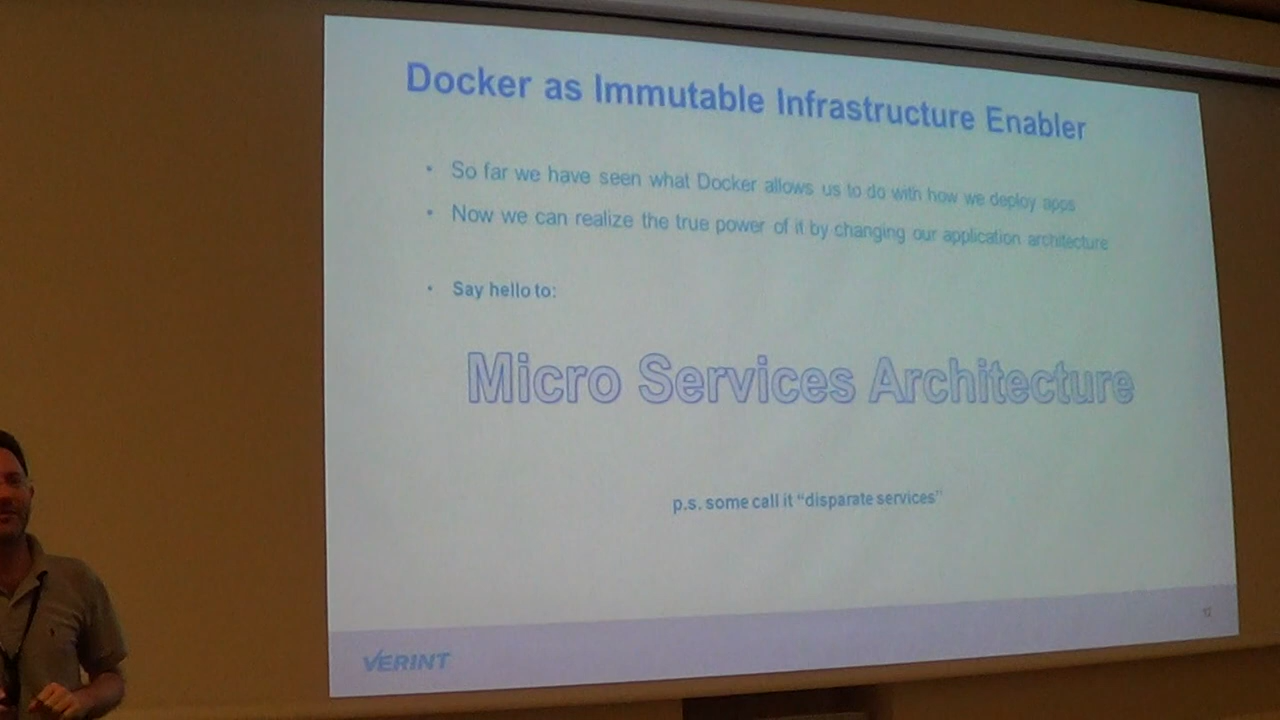 Docker as Immutable Infrastructure Enabler
• So far we have seen what Docker allows us to do with how we deploy apps
• Now we can realize the true power of it by changing our application architecture
• Say hello to:
Micro Services Architecture
p.s. some call it “disparate services”
VERINT